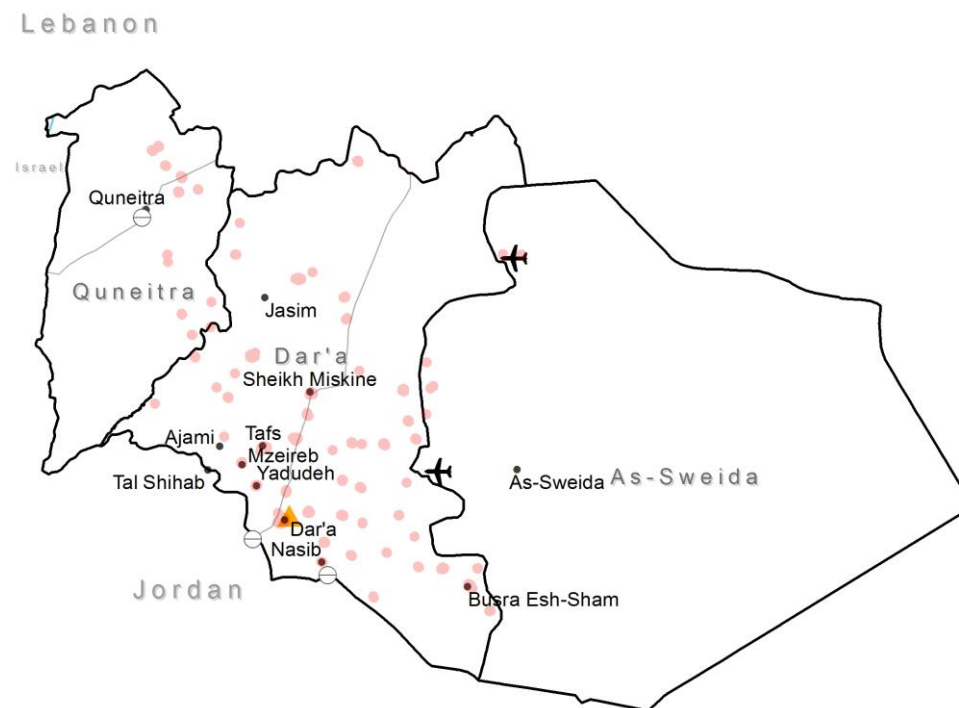 Lebanon
Israel
Quneitra
Quneitra
Jasim
Dar'a
Sheikh Miskine
Ajami
Tafs
Mzeireb
Tal Shihab
Yadudeh
As-Sweida
As-Sweida
Dar'a
Nasib
Jordan
Busra Esh-Sham